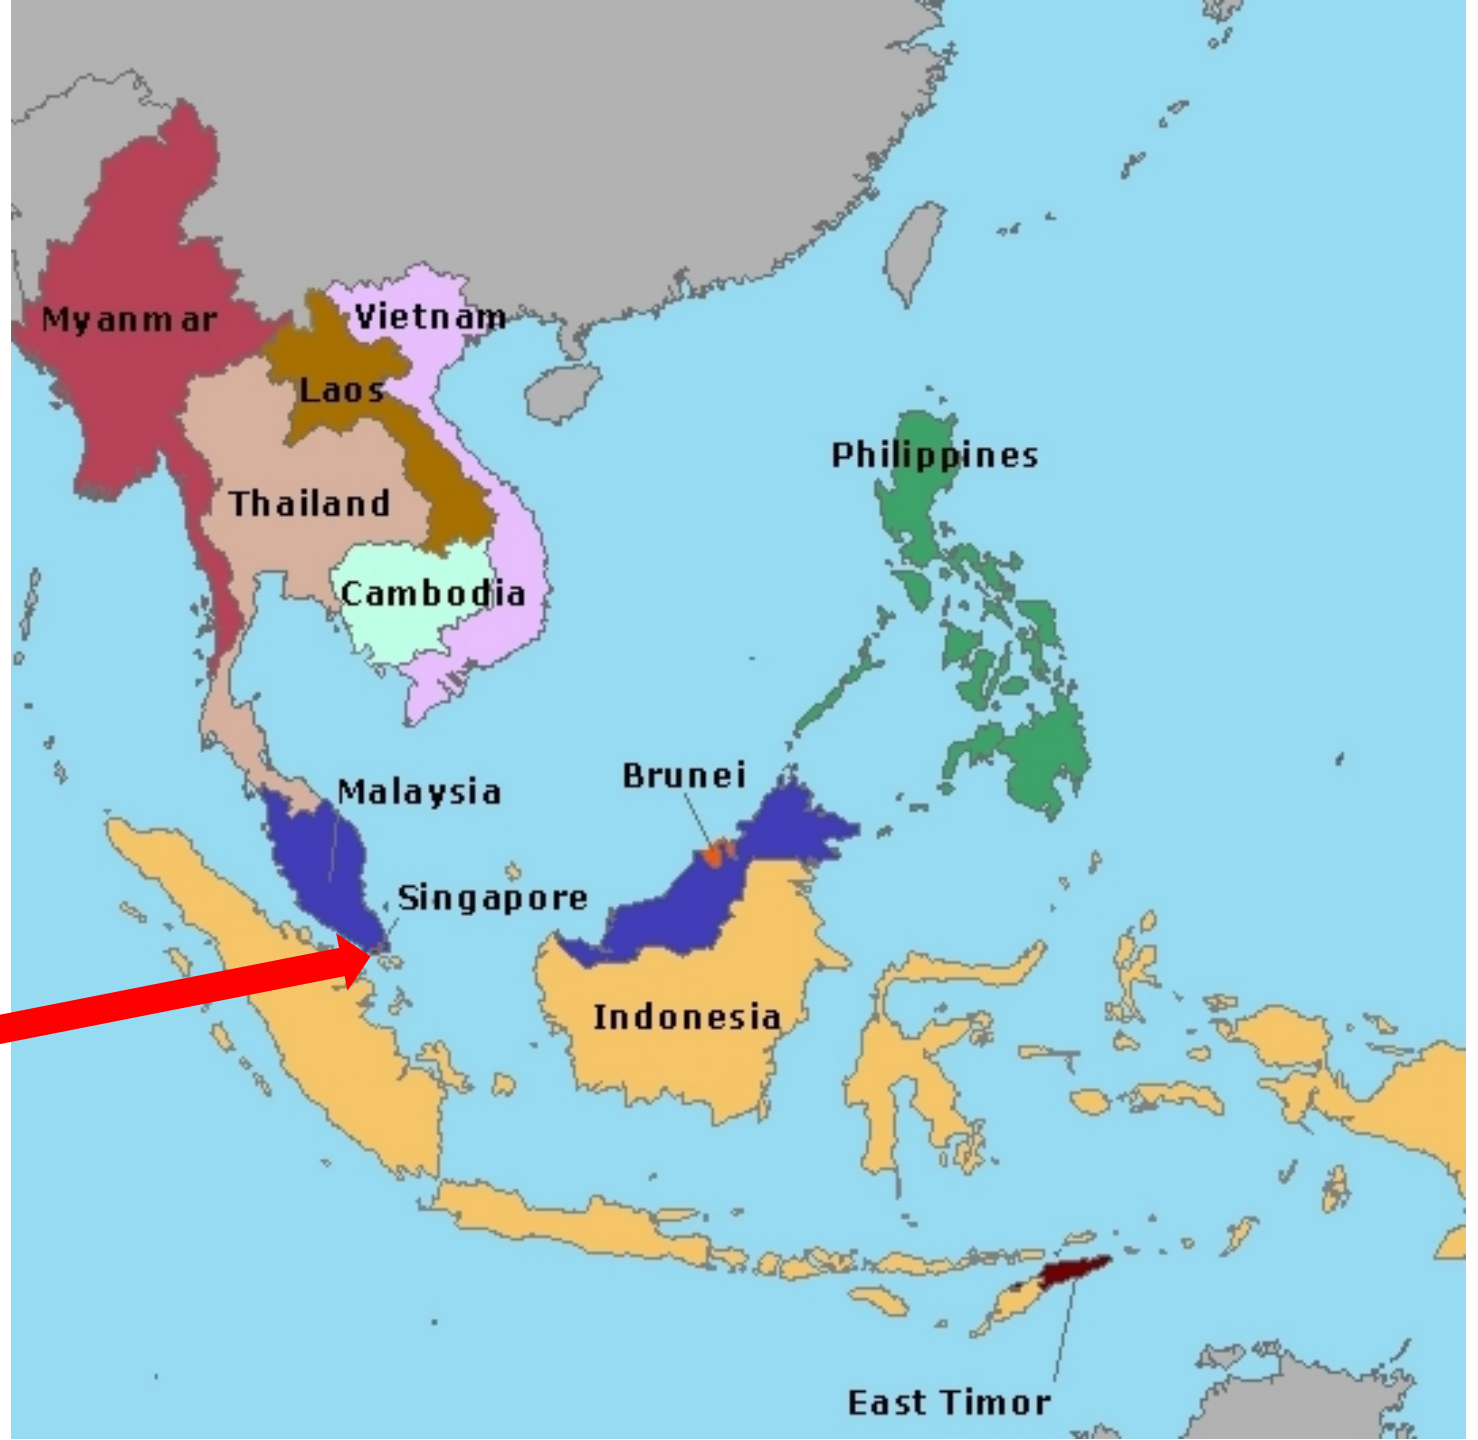 Myanmar
Vietnam
Laos
Philippines
Thailand
Cambodia
Brunei
Malaysia
Singapore
Indonesia
East Timor